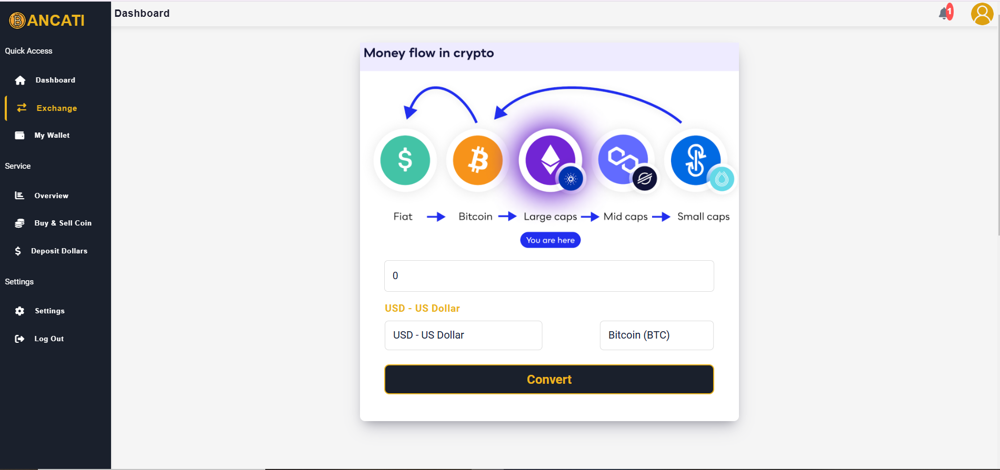 ANCATI
Dashboard
1
Quick Access
Dashboard
Exchange
My Wallet
Service
Overview
Buy & Sell Coin
Deposit Dollars
Settings
Settings
Log Out
Money flow in crypto
Fiat Bitcoin Large caps Mid caps Small caps
You are here
0
USD - US Dollar
USD - US Dollar Bitcoin (BTC)
Convert